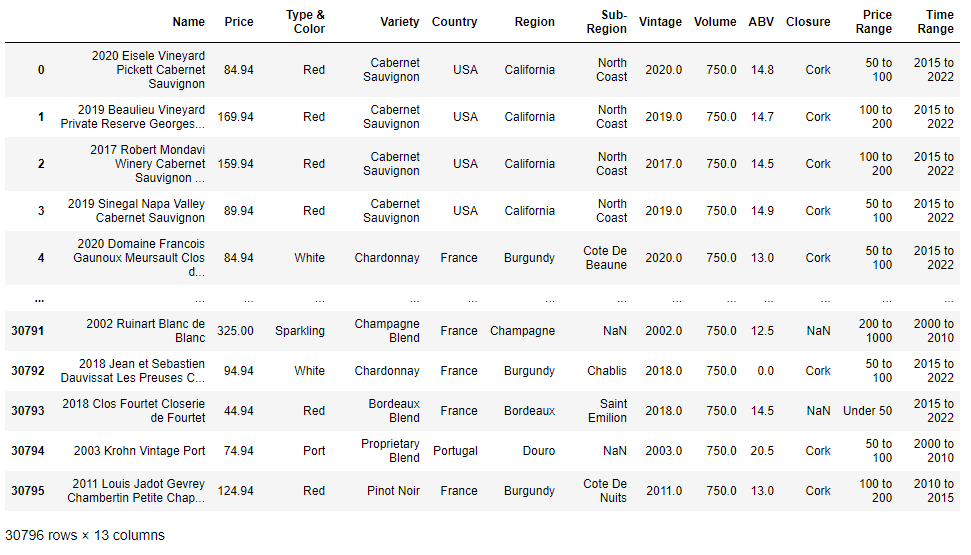 Name Price Type & Color Variety Country Region Sub-Region Vintage Volume ABV Closure Price Range Time Range
0 2020 Eisele Vineyard Pickett Cabernet Sauvignon 84.94 Red Cabernet Sauvignon USA California North Coast 2020.0 750.0 14.8 Cork 50 to 100 2015 to 2022
1 2019 Beaulieu Vineyard Private Reserve Georges... 169.94 Red Cabernet Sauvignon USA California North Coast 2019.0 750.0 14.7 Cork 100 to 200 2015 to 2022
2 2017 Robert Mondavi Winery Cabernet Sauvignon ... 159.94 Red Cabernet Sauvignon USA California North Coast 2017.0 750.0 14.5 Cork 100 to 200 2015 to 2022
3 2019 Sinegal Napa Valley Cabernet Sauvignon 89.94 Red Cabernet Sauvignon USA California North Coast 2019.0 750.0 14.9 Cork 50 to 100 2015 to 2022
4 2020 Domaine Francois Gaunoux Meursault Clos d... 84.94 White Chardonnay France Burgundy Cote De Beaune 2020.0 750.0 13.0 Cork 50 to 100 2015 to 2022
... ... ... ... ... ... ... ... ... ... ... ... ... ...
30791 2002 Ruinart Blanc de Blanc 325.00 Sparkling Champagne Blend France Champagne NaN 2002.0 750.0 12.5 NaN 200 to 1000 2000 to 2010
30792 2018 Jean et Sebastien Dauvissat Les Preuses C... 94.94 White Chardonnay France Burgundy Chablis 2018.0 750.0 0.0 Cork 50 to 100 2015 to 2022
30793 2018 Clos Fourtet Closerie de Fourtet 44.94 Red Bordeaux Blend France Bordeaux Saint Emilion 2018.0 750.0 14.5 NaN Under 50 2015 to 2022
30794 2003 Krohn Vintage Port 74.94 Port Proprietary Blend Portugal Douro NaN 2003.0 750.0 20.5 Cork 50 to 100 2000 to 2010
30795 2011 Louis Jadot Gevrey Chambertin Petite Chap... 124.94 Red Pinot Noir France Burgundy Cote De Nuits 2011.0 750.0 13.0 Cork 100 to 200 2010 to 2015
30796 rows × 13 columns